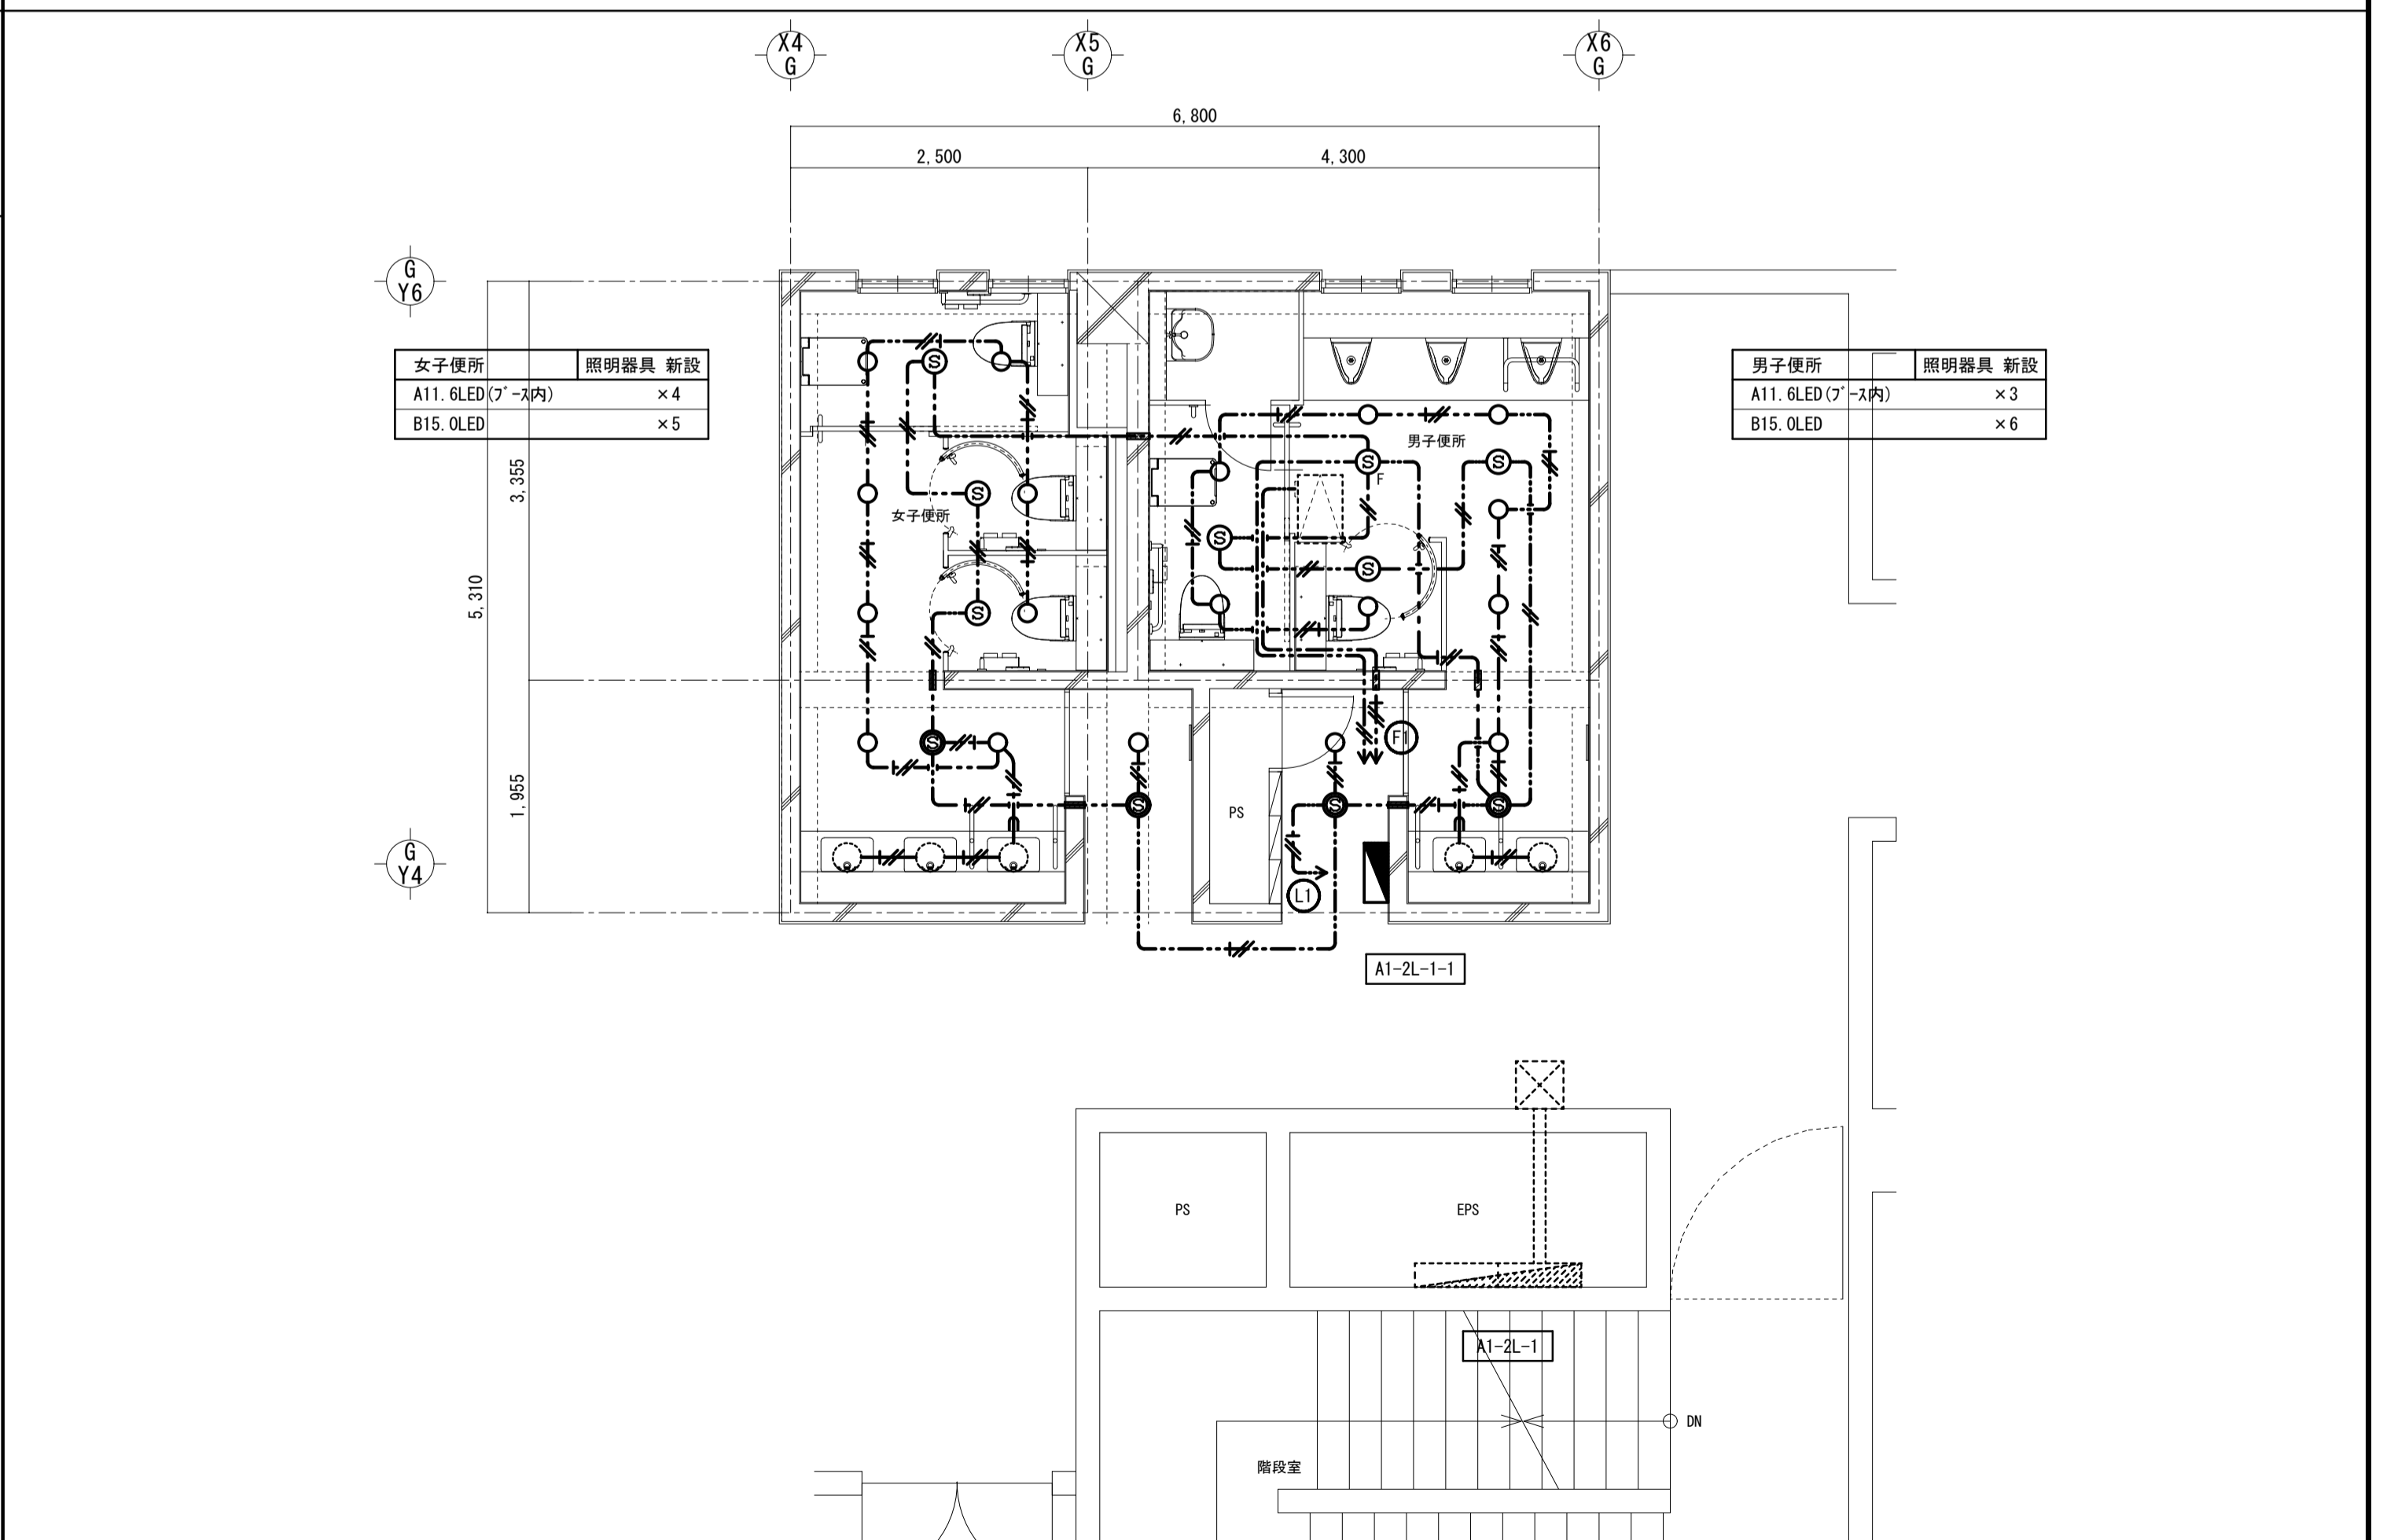 X4
G
X5
G
X6
G
6,800
2,500
4,300
G
Y6
女子便所
照明器具 新設
A11.6LED(ﾌﾞｰｽ内)
×4
B15.0LED
×5
男子便所
照明器具 新設
A11.6LED(ﾌﾞｰｽ内)
×3
B15.0LED
×6
3,355
5,310
1,955
G
Y4
S
男子便所
S
S
F
S
女子便所
S
S
S
S
F1
S
S
S
S
PS
L1
A1-2L-1-1
PS
EPS
A1-2L-1
DN
階段室